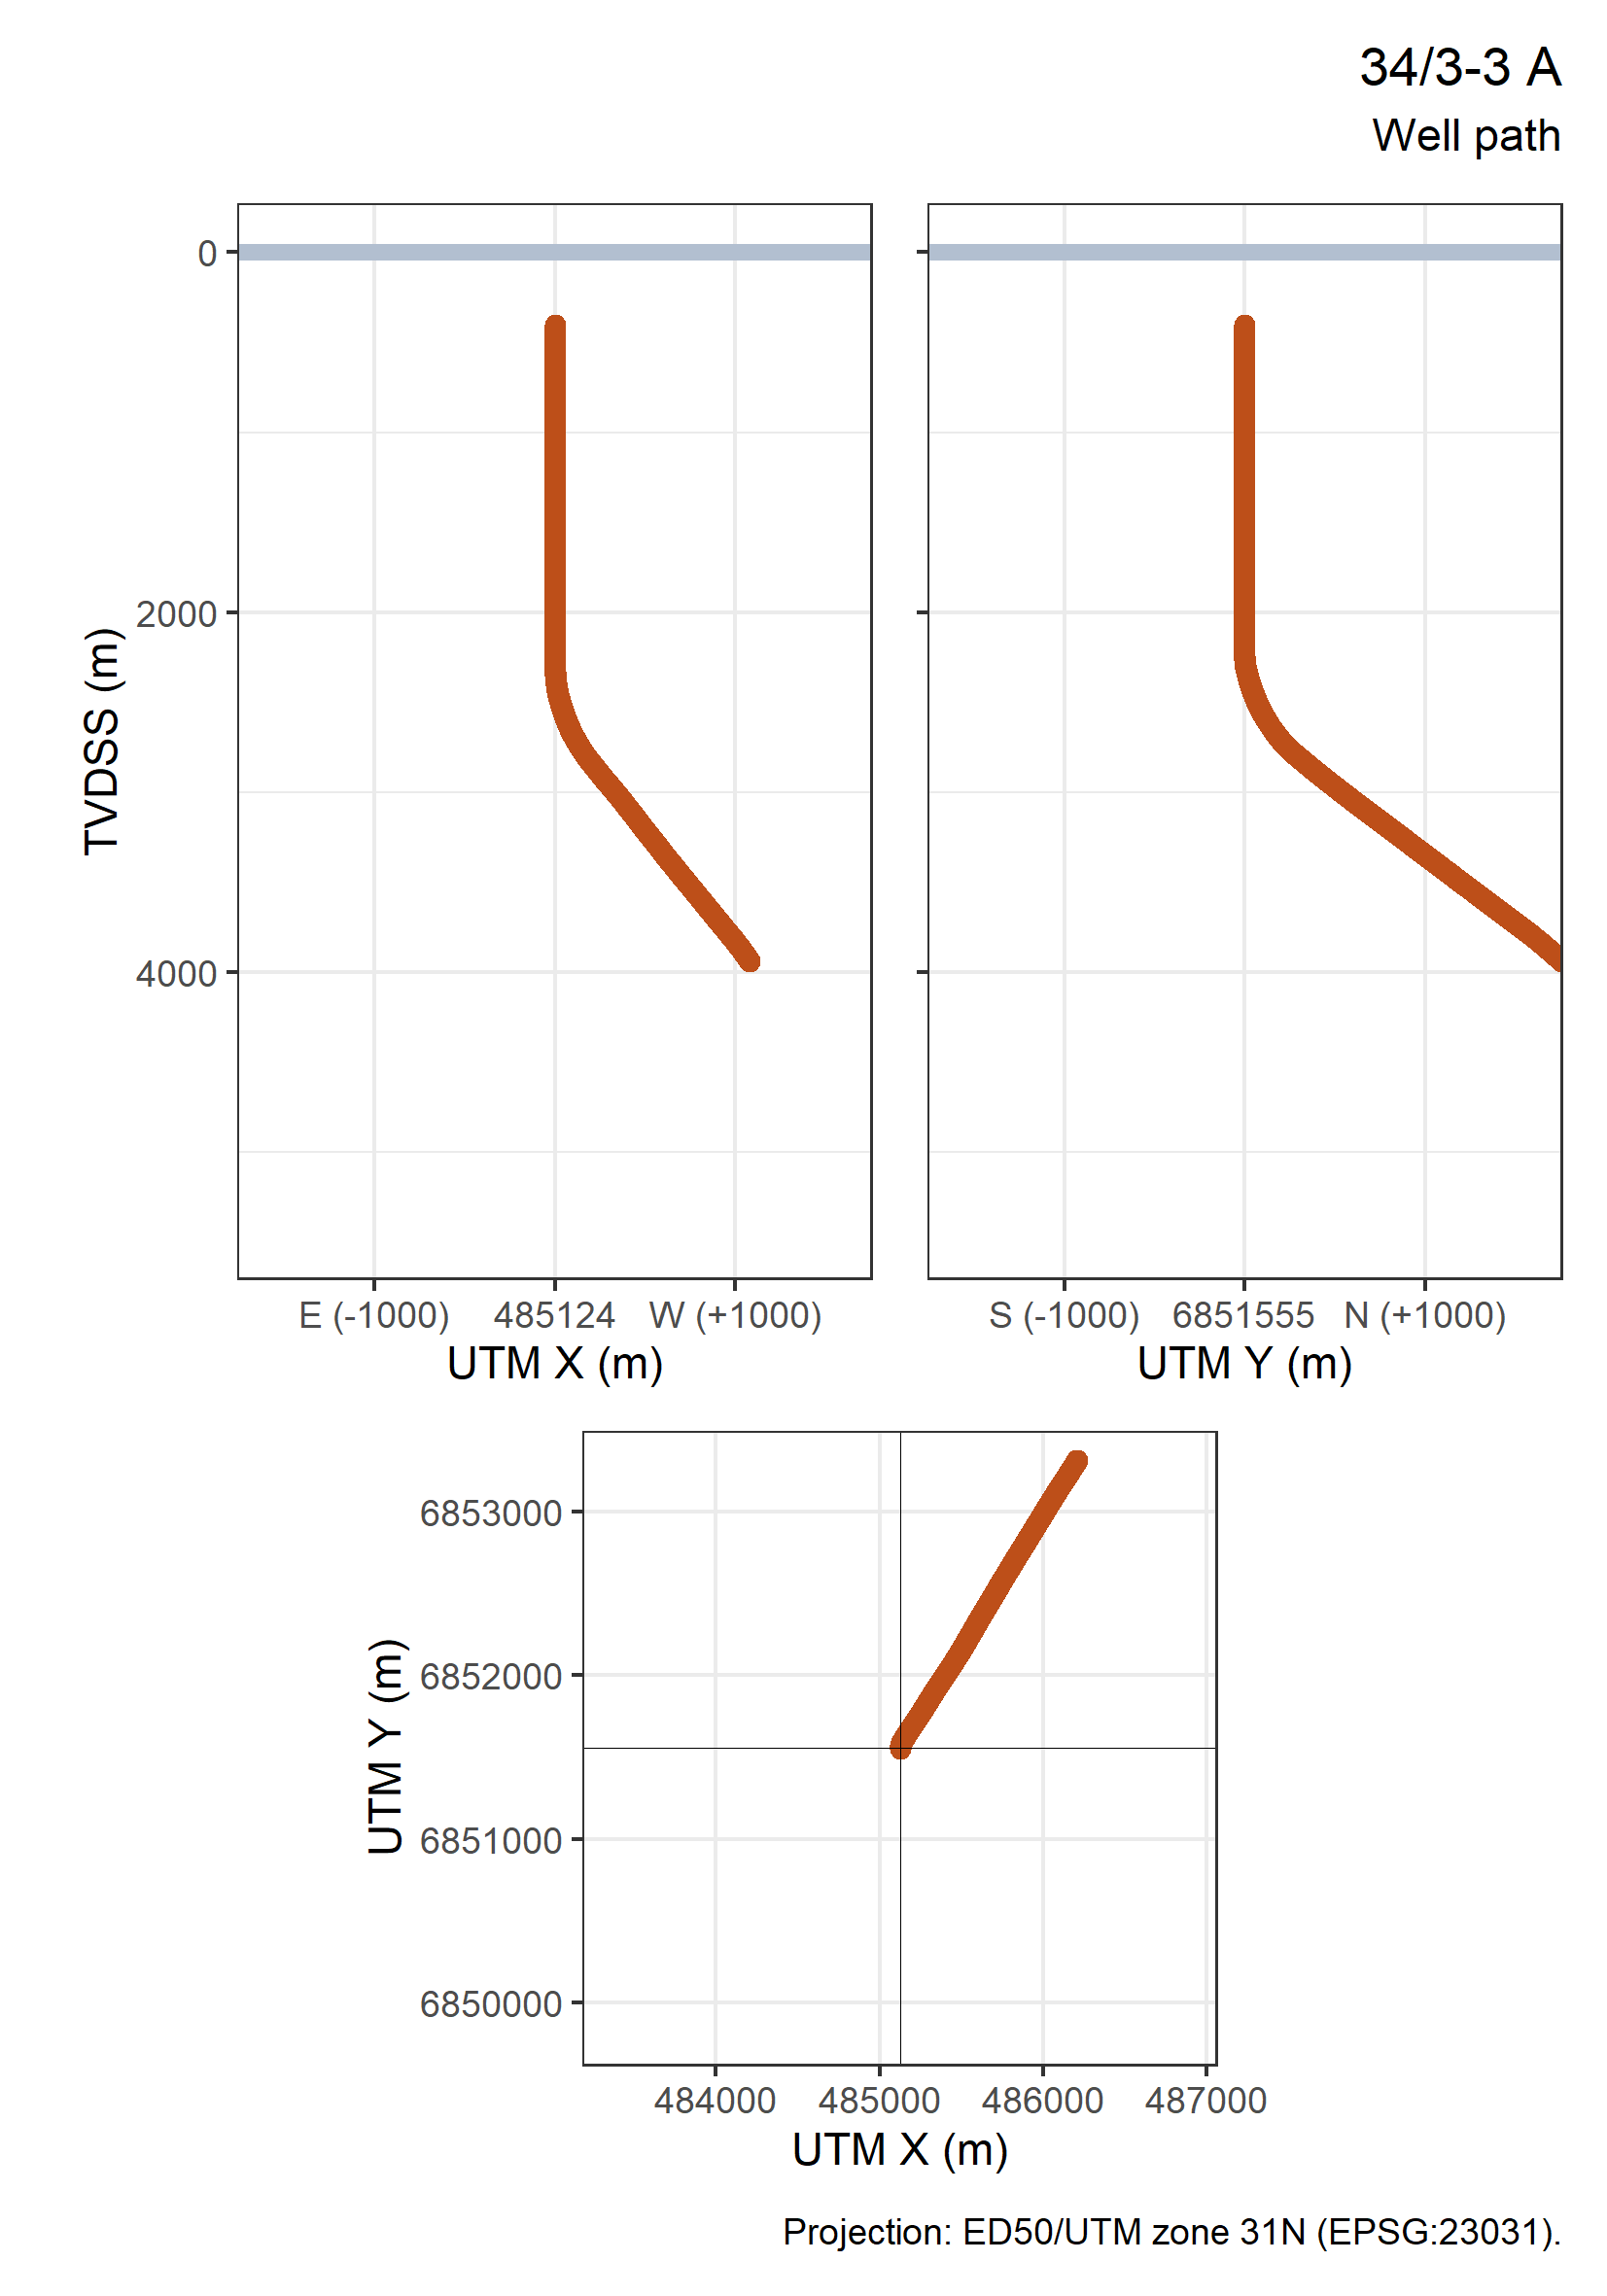 34/3-3 A
Well path
TVDSS (m)
0
2000
4000
E (-1000) 485124 W (+1000)
UTM X (m)
S (-1000) 6851555 N (+1000)
UTM Y (m)
UTM Y (m)
6853000
6852000
6851000
6850000
484000 485000 486000 487000
UTM X (m)
Projection: ED50/UTM zone 31N (EPSG:23031).